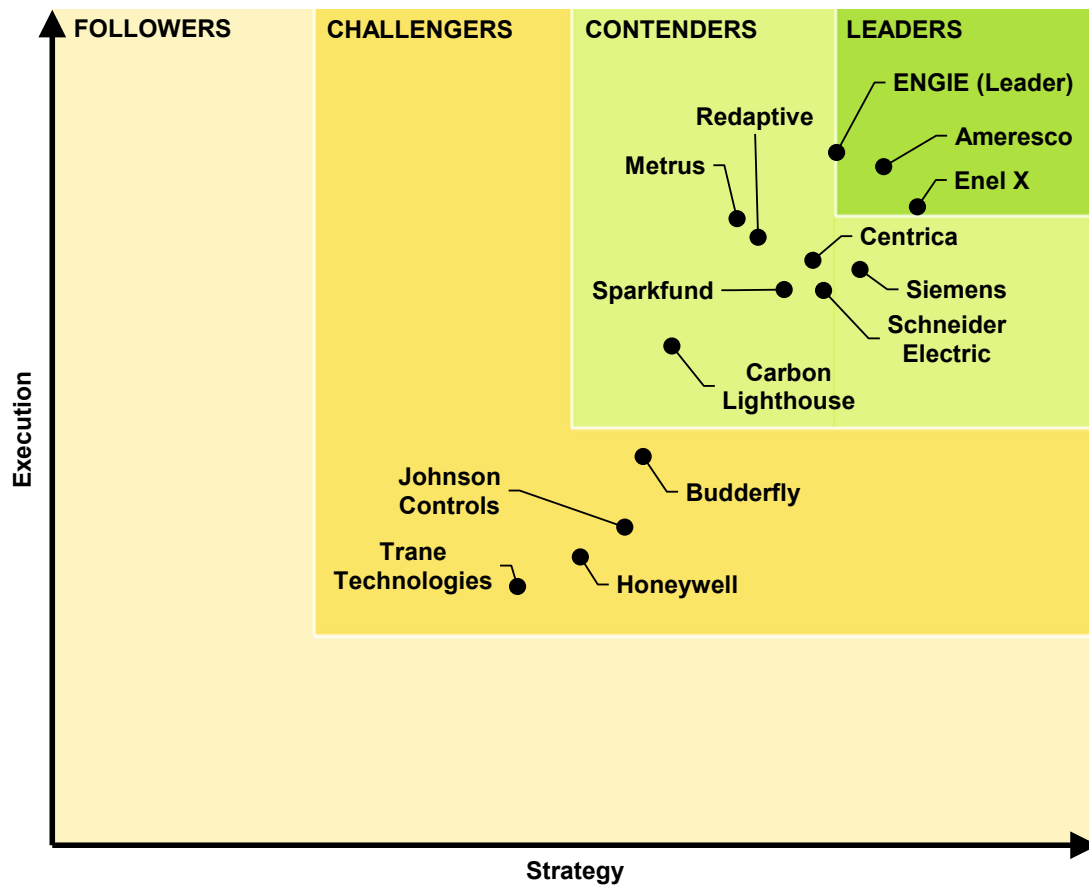 FOLLOWERS
CHALLENGERS
CONTENDERS
LEADERS
ENGIE (Leader)
Redaptive
Ameresco
Metrus
Enel X
Centrica
Sparkfund
Siemens
Schneider
Electric
Carbon
Lighthouse
Execution
Johnson
Controls
Budderfly
Trane
Technologies
Honeywell
Strategy